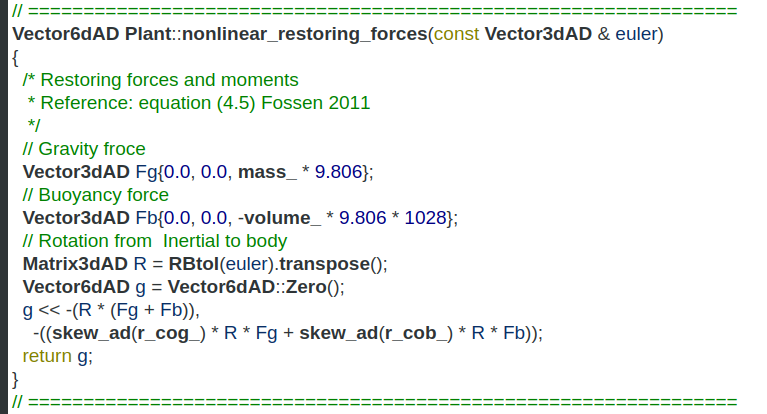 // ================================================================
Vector6dAD Plant::nonlinear_restoring_forces(const Vector3dAD & euler)
{
/* Restoring forces and moments
* Reference: equation (4.5) Fossen 2011
*/
// Gravity froce
Vector3dAD Fg{0.0, 0.0, mass_ * 9.806};
// Buoyancy force
Vector3dAD Fb{0.0, 0.0, -volume_ * 9.806 * 1028};
// Rotation from  Inertial to body
Matrix3dAD R = RBtoI(euler).transpose();
Vector6dAD g = Vector6dAD::Zero();
g << -(R * (Fg + Fb)),
-((skew_ad(r_cog_) * R * Fg + skew_ad(r_cob_) * R * Fb));
return g;
}
// ================================================================